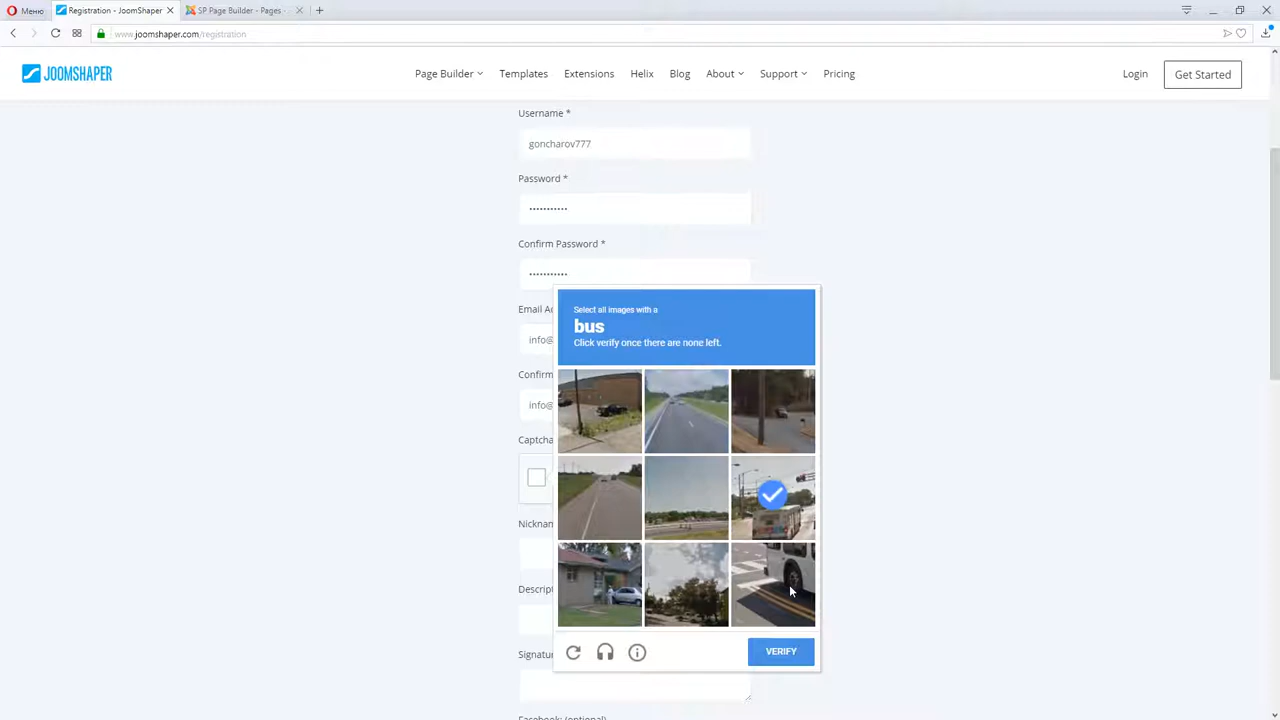 Меню
Registration - JoomShaper
SP Page Builder - Pages -
www.joomshaper.com/registration
JOOMSHAPER
Page Builder
Templates
Extensions
Helix
Blog
About
Support
Pricing
Login
Get Started
Username *
goncharov777
Password *
•••••••••••
Confirm Password *
•••••••••••
Email Ad
info@
Confirm
info@
Captcha
Nicknam
Descript
Signatur
Facebook: (optional)
Select all images with a
bus
Click verify once there are none left.
VERIFY